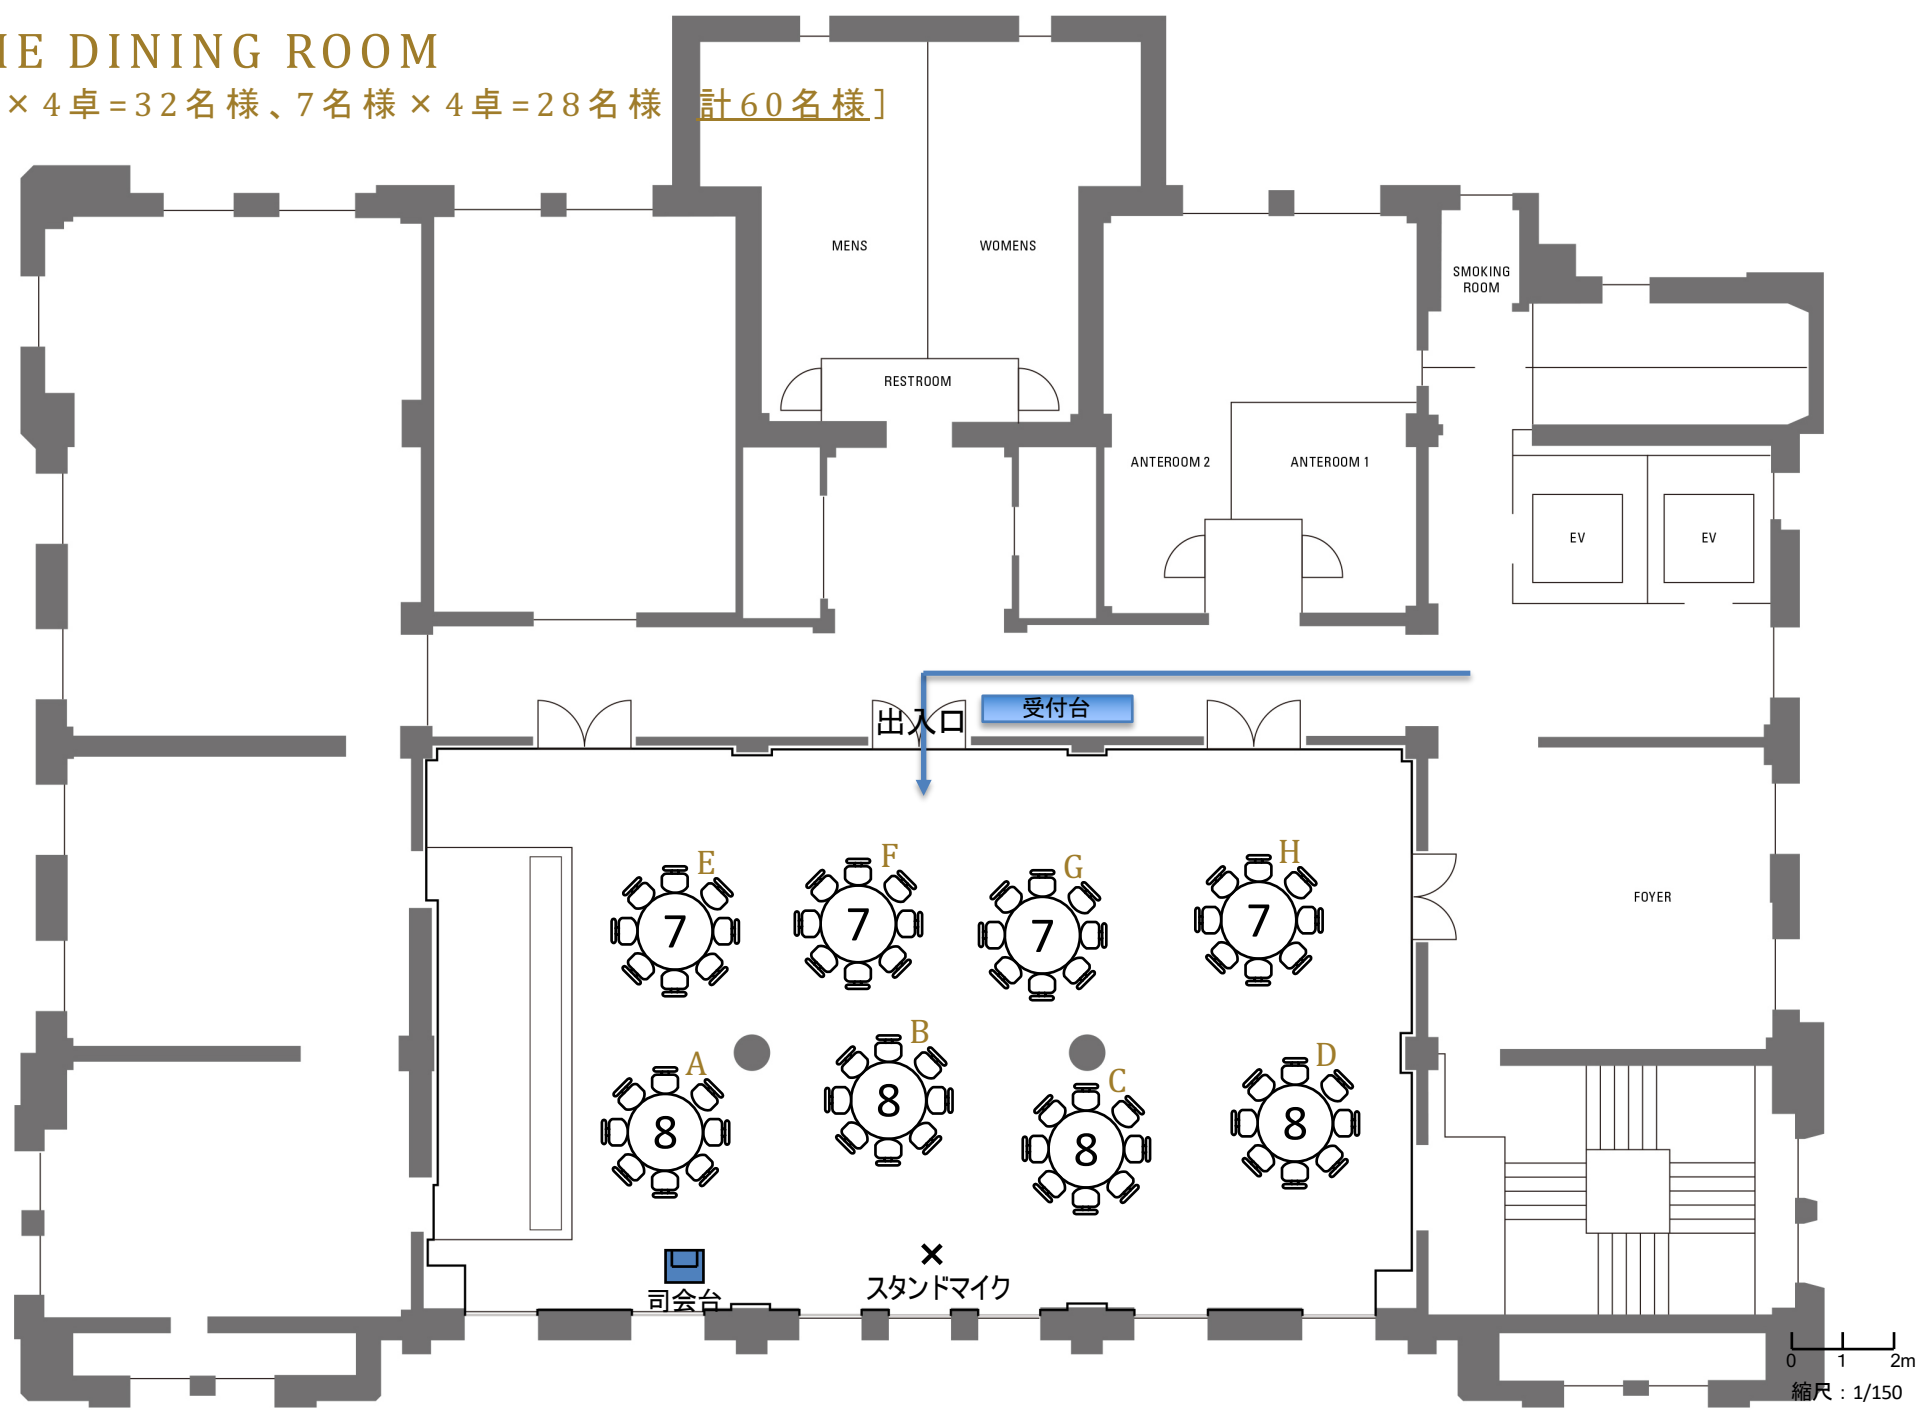 HE DINING ROOM
×4卓=32名様、7名様×4卓=28名様 計60名様]
MENS
WOMENS
SMOKING
ROOM
RESTROOM
ANTEROOM 2
ANTEROOM 1
EV
EV
受付台
出入口
E
F
G
H
7
7
7
7
FOYER
A
B
C
D
8
8
8
8
×
スタンドマイク
司会台
0 1 2m
縮尺：1/150